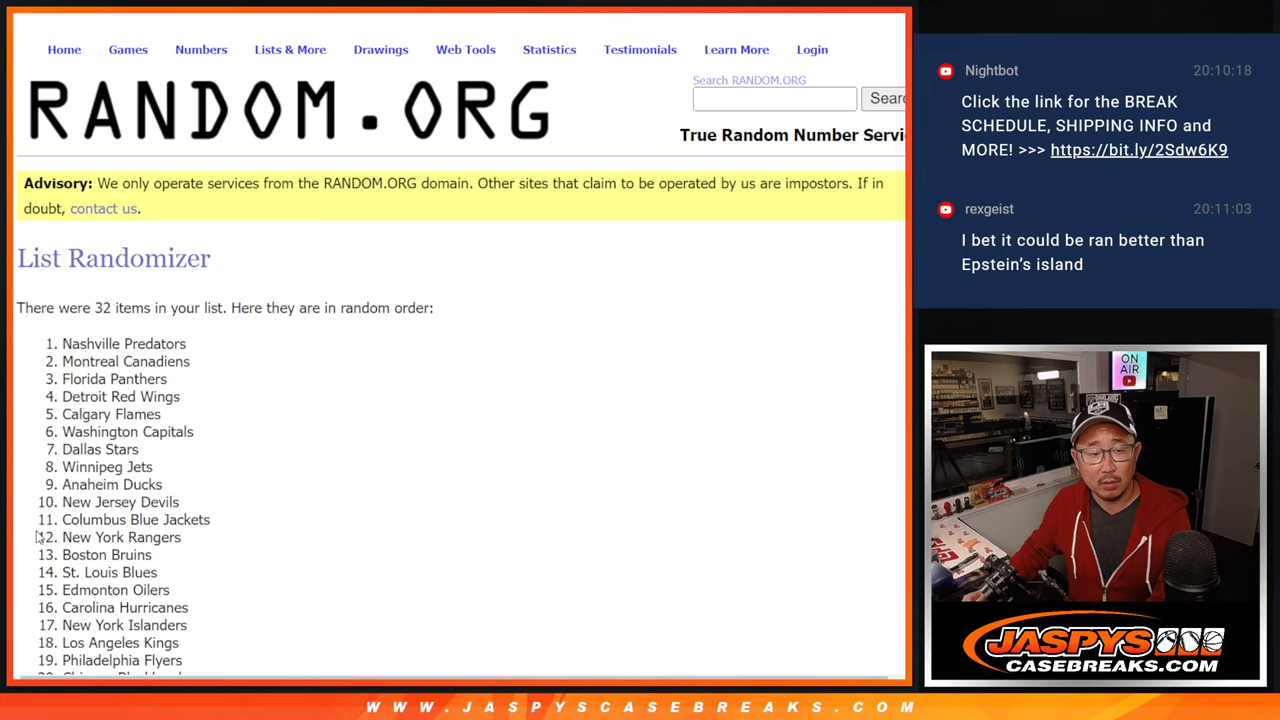 Home Games Numbers Lists & More Drawings Web Tools Statistics Testimonials Learn More Login
RANDOM.ORG
Search RANDOM.ORG
Searc
True Random Number Servi
Advisory: We only operate services from the RANDOM.ORG domain. Other sites that claim to be operated by us are impostors. If in
doubt, contact us.
List Randomizer
There were 32 items in your list. Here they are in random order:
1. Nashville Predators
2. Montreal Canadiens
3. Florida Panthers
4. Detroit Red Wings
5. Calgary Flames
6. Washington Capitals
7. Dallas Stars
8. Winnipeg Jets
9. Anaheim Ducks
10. New Jersey Devils
11. Columbus Blue Jackets
12. New York Rangers
13. Boston Bruins
14. St. Louis Blues
15. Edmonton Oilers
16. Carolina Hurricanes
17. New York Islanders
18. Los Angeles Kings
19. Philadelphia Flyers
Nightbot 20:10:18
Click the link for the BREAK
SCHEDULE, SHIPPING INFO and
MORE! >>> https://bit.ly/2Sdw6K9
rexgeist 20:11:03
I bet it could be ran better than
Epstein’s island
ON
AIR
JASPYS
CASEBREAKS.COM
WWW.JASPYSCASEBREAKS.COM